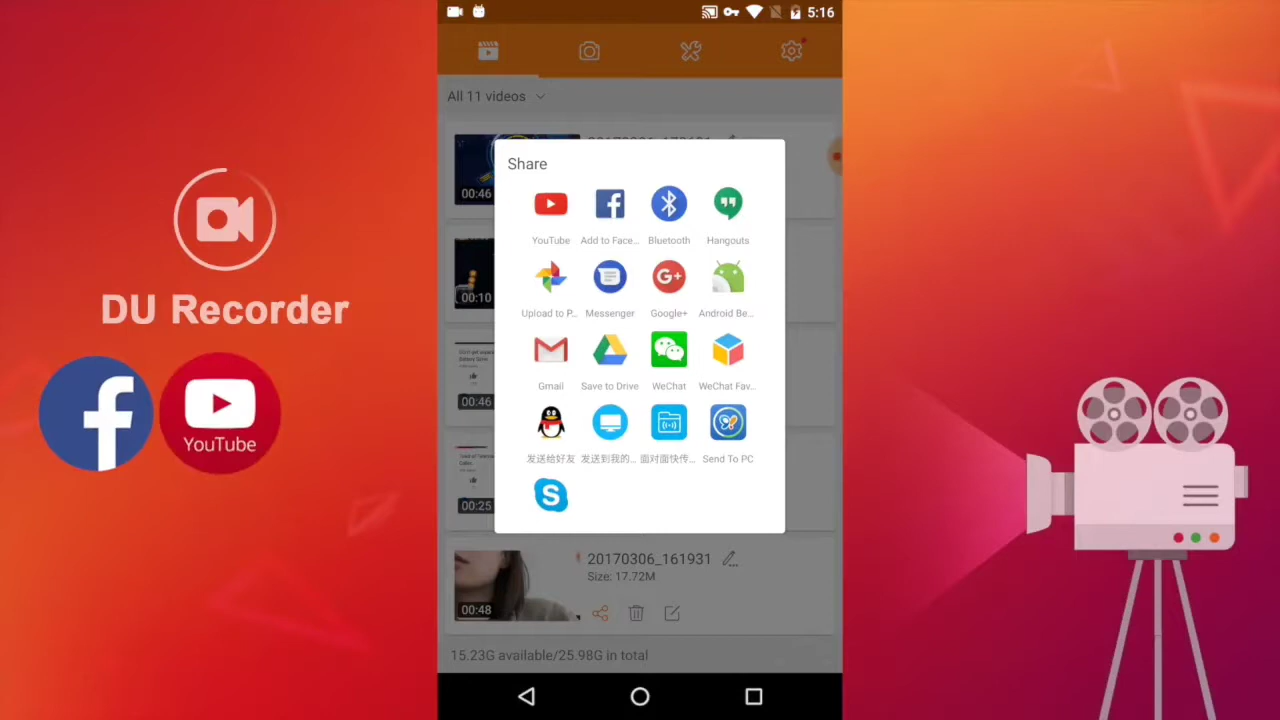 5:16
All 11 videos
00:46
Share
YouTube
Add to Face...
Bluetooth
Hangouts
00:10
Upload to P...
Messenger
Google+
Android Be...
DU Recorder
00:46
Gmail
Save to Drive
WeChat
WeChat Fav...
YouTube
00:25
发送给好友
发送到我的...
面对面快传...
Send To PC
20170306_161931
Size: 17.72M
00:48
15.23G available/25.98G in total